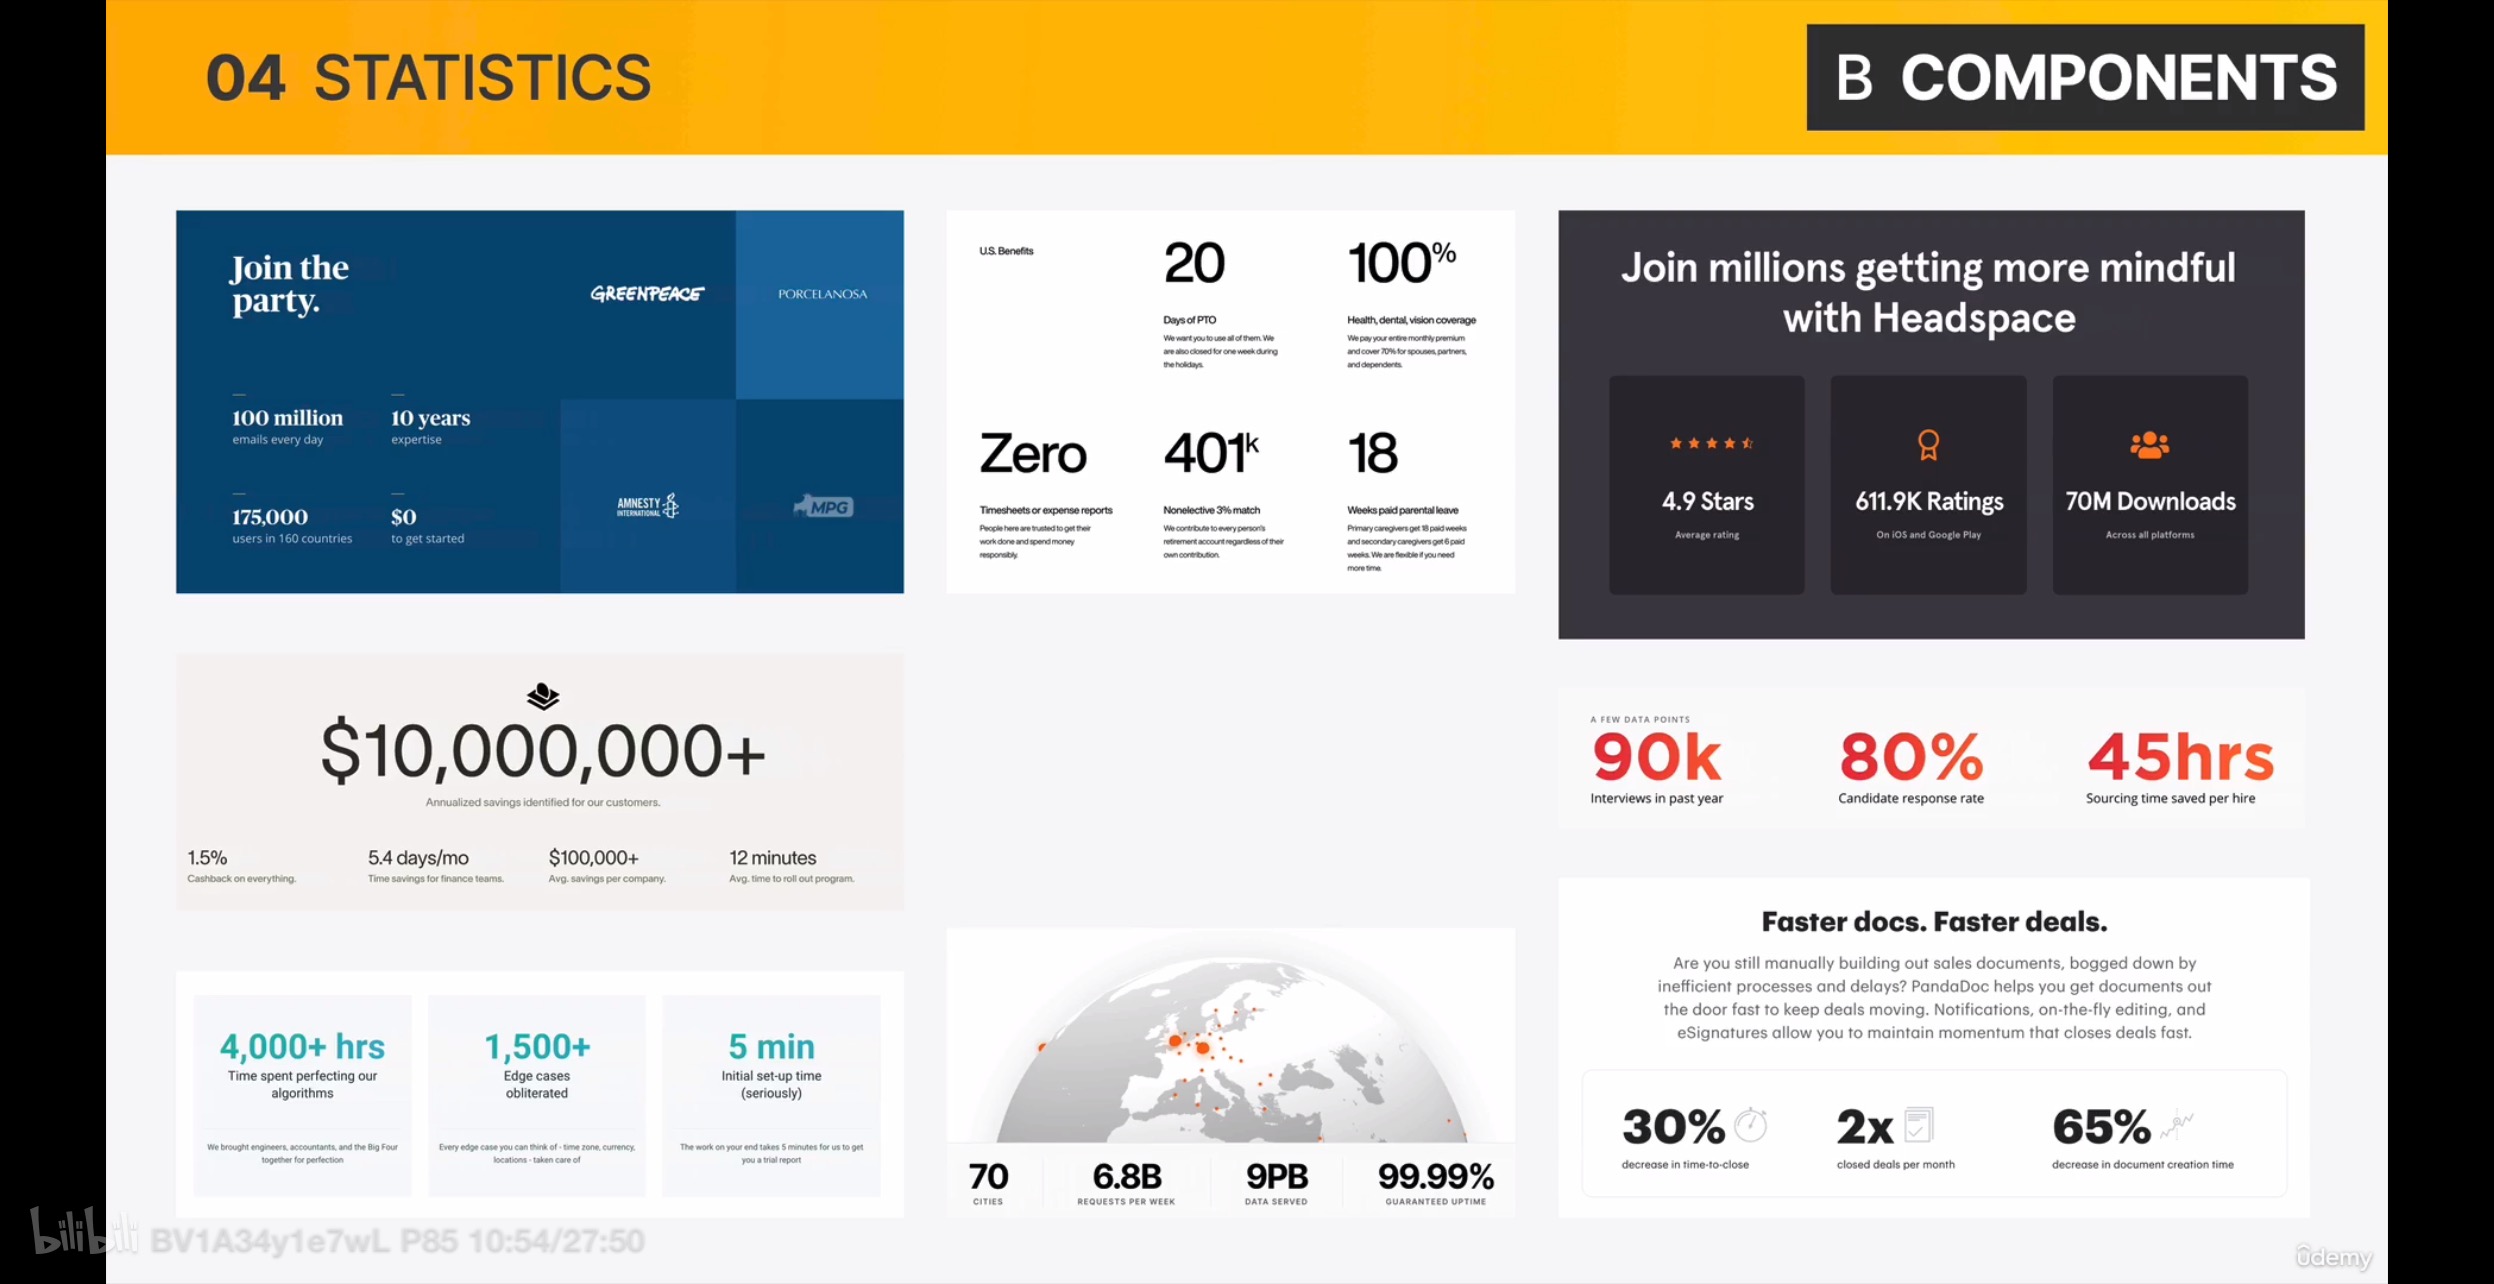 04 STATISTICS
B COMPONENTS
Join the
party.
GREENPEACE
PORCELANOSA
100 million
emails every day
10 years
expertise
175,000
users in 160 countries
$0
to get started
AMNESTY
INTERNATIONAL
MPG
U.S. Benefits
20
Days of PTO
We want you to use all of them. We
are also closed for one week during
the holidays.
100%
Health, dental, vision coverage
We pay your entire monthly premium
and cover 70% for spouses, partners,
and dependents.
Zero
Timesheets or expense reports
People here are trusted to get their
work done and spend money
responsibly.
401k
Nonelective 3% match
We contribute to every person's
retirement account regardless of their
own contribution.
18
Weeks paid parental leave
Primary caregivers get 18 paid weeks
and secondary caregivers get 6 paid
weeks. We are flexible if you need
more time.
Join millions getting more mindful
with Headspace
4.9 Stars
Average rating
611.9K Ratings
On iOS and Google Play
70M Downloads
Across all platforms
$10,000,000+
Annualized savings identified for our customers.
1.5%
Cashback on everything.
5.4 days/mo
Time savings for finance teams.
$100,000+
Avg. savings per company.
12 minutes
Avg. time to roll out program.
A FEW DATA POINTS
90k
Interviews in past year
80%
Candidate response rate
45hrs
Sourcing time saved per hire
4,000+ hrs
Time spent perfecting our
algorithms
We brought engineers, accountants, and the Big Four
together for perfection
1,500+
Edge cases
obliterated
Every edge case you can think of - time zone, currency,
locations - taken care of
5 min
Initial set-up time
(seriously)
The work on your end takes 5 minutes for us to get
you a trial report
70
CITIES
6.8B
REQUESTS PER WEEK
9PB
DATA SERVED
99.99%
GUARANTEED UPTIME
Faster docs. Faster deals.
Are you still manually building out sales documents, bogged down by
inefficient processes and delays? PandaDoc helps you get documents out
the door fast to keep deals moving. Notifications, on-the-fly editing, and
eSignatures allow you to maintain momentum that closes deals fast.
30%
decrease in time-to-close
2x
closed deals per month
65%
decrease in document creation time
bilibili BV1A34y1e7wL P85 10:54/27:50
ûdemy